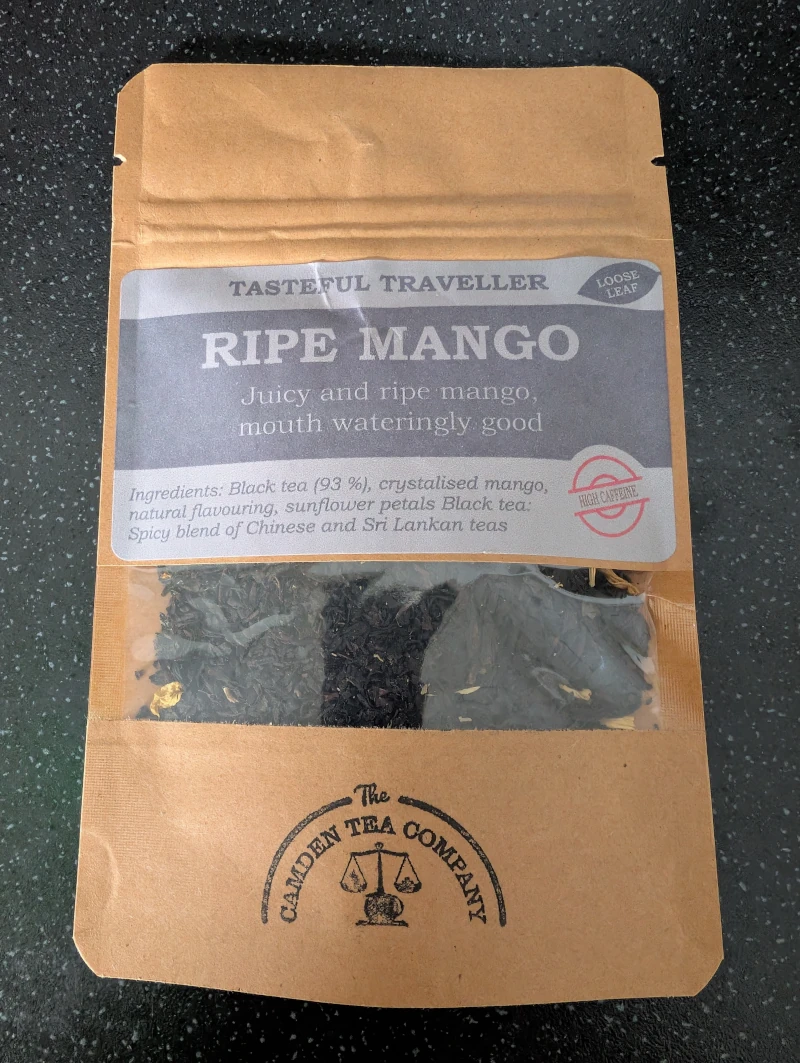 TASTEFUL TRAVELLER
LOOSE
LEAF
RIPE MANGO
Juicy and ripe mango,
mouth wateringly good
Ingredients: Black tea (93 %), crystalised mango,
natural flavouring, sunflower petals Black tea:
Spicy blend of Chinese and Sri Lankan teas
HIGH CAFFEINE
The
CAMDEN TEA COMPANY